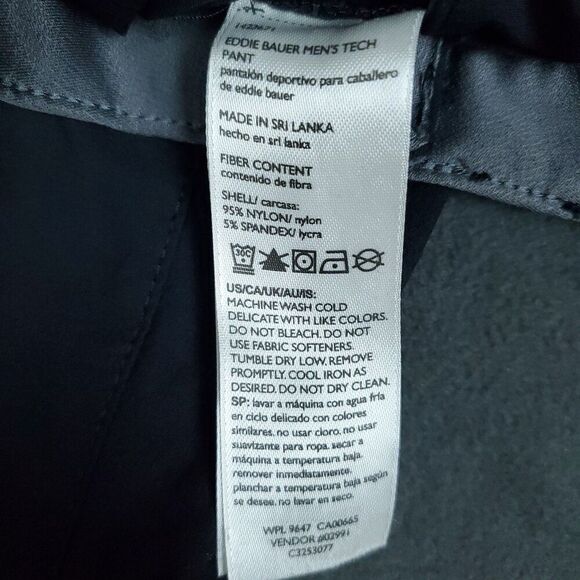 EDDIE BAUER MEN'S TECH
PANT
pantalón deportivo para caballero
de eddie bauer
MADE IN SRI LANKA
hecho en sri lanka
FIBER CONTENT
contenido de fibra
SHELL/ carcasa:
95% NYLON/ nylon
5% SPANDEX/ lycra
30C
US/CA/UK/AU/IS:
MACHINE WASH COLD
DELICATE WITH LIKE COLORS.
DO NOT BLEACH. DO NOT
USE FABRIC SOFTENERS.
TUMBLE DRY LOW. REMOVE
PROMPTLY. COOL IRON AS
DESIRED. DO NOT DRY CLEAN.
SP: lavar a máquina con agua fria
en ciclo delicado con colores
similares. no usar cloro. no usar
suavizante para ropa. secar a
máquina a temperatura baja.
remover inmediatamente.
planchar a temperatura baja según
se desee. no lavar en seco.
WPL 9647 CA00665
VENDOR
C3253077